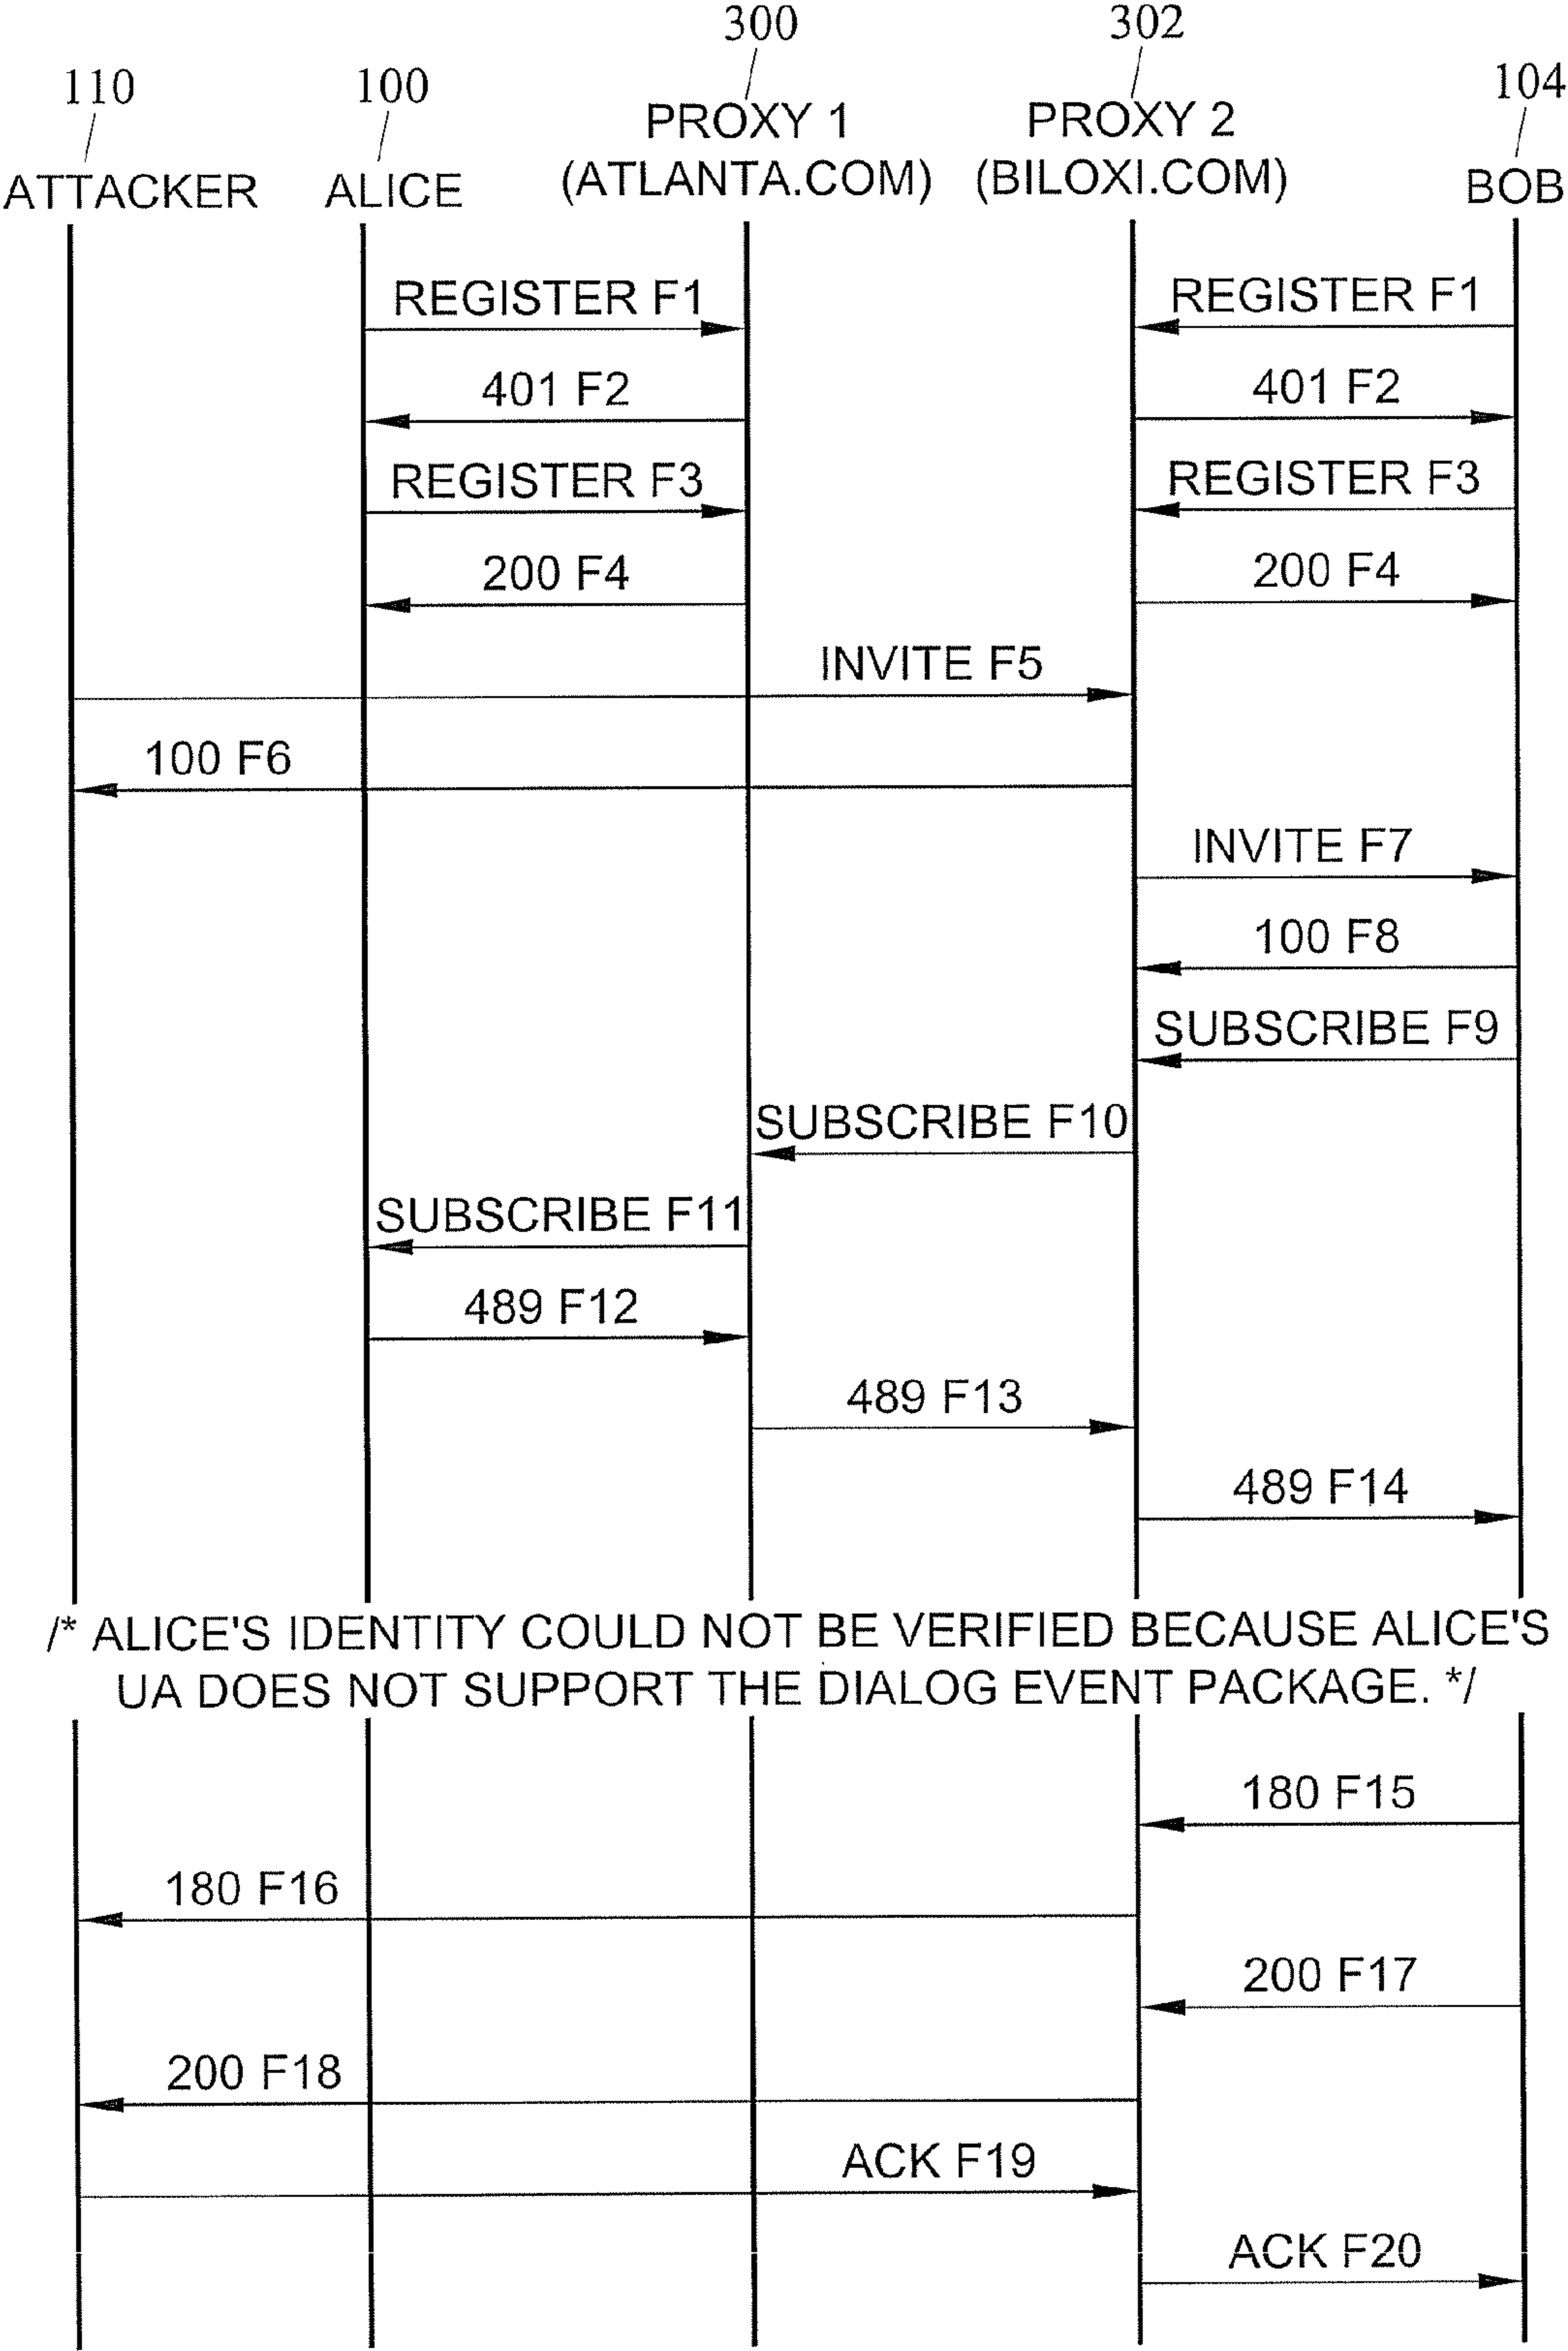 300
302
110
100
104
PROXY 1
PROXY 2
ATTACKER
ALICE
(ATLANTA.COM)
(BILOXI.COM)
BOB
REGISTER F1
REGISTER F1
401 F2
401 F2
REGISTER F3
REGISTER F3
200 F4
200 F4
INVITE F5
100 F6
INVITE F7
100 F8
SUBSCRIBE F9
SUBSCRIBE F10
SUBSCRIBE F11
489 F12
489 F13
489 F14
/* ALICE'S IDENTITY COULD NOT BE VERIFIED BECAUSE ALICE'S
UA DOES NOT SUPPORT THE DIALOG EVENT PACKAGE. */
180 F15
180 F16
200 F17
200 F18
ACK F19
ACK F20